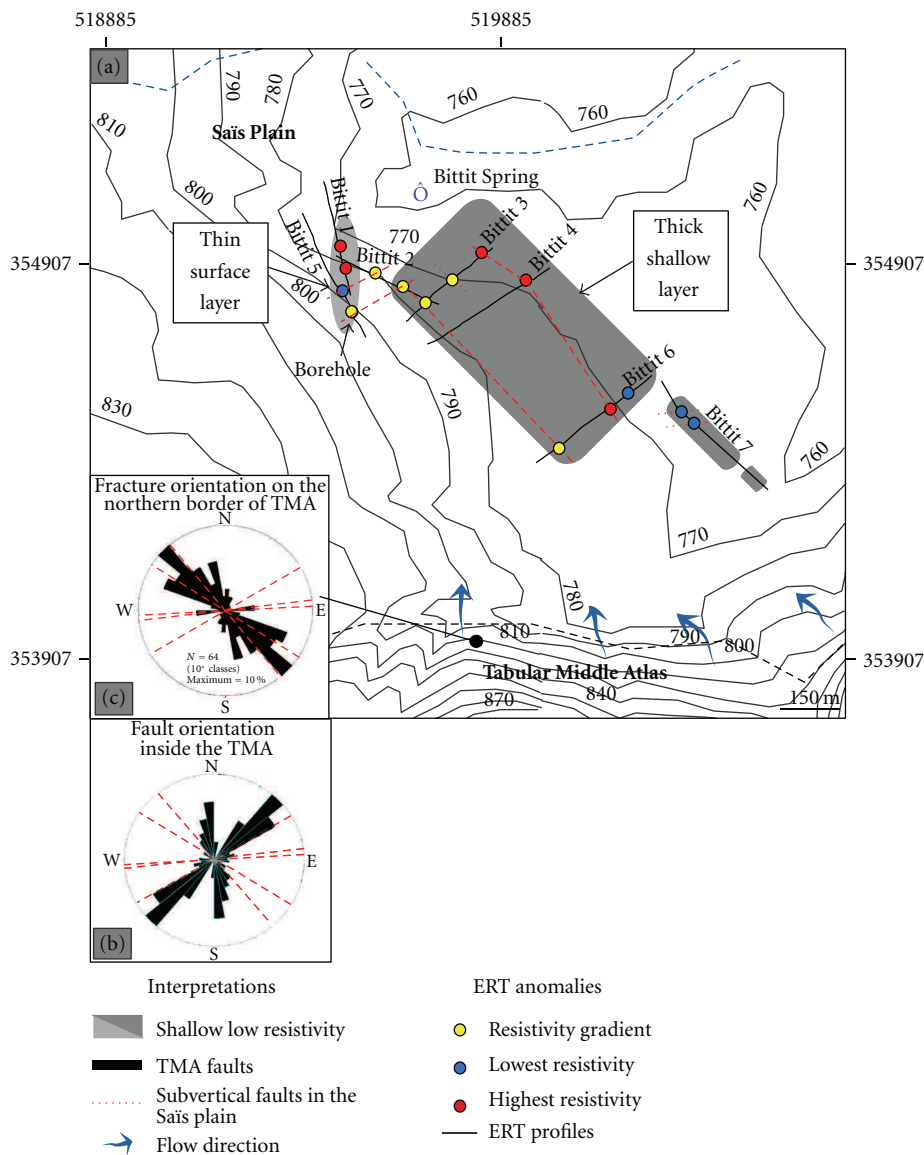 518885
519885
(a)
790
780
770
760
760
810
Saïs Plain
Bittit Spring
Ô
760
800
Bittit 1
Bittit 3
Thin
surface
layer
Bittit 5
770
Bittit 2
Bittit 4
Thick
shallow
layer
354907
354907
800
Borehole
Bittit 6
790
830
Bittit 7
760
770
Fracture orientation on the
northern border of TMA
N
W
E
S
N = 64
(10° classes)
Maximum = 10 %
(c)
780
810
790
800
353907
353907
Tabular Middle Atlas
870
840
150 m
Fault orientation
inside the TMA
N
W
E
S
(b)
Interpretations
Shallow low resistivity
TMA faults
Subvertical faults in the
Saïs plain
Flow direction
ERT anomalies
Resistivity gradient
Lowest resistivity
Highest resistivity
ERT profiles